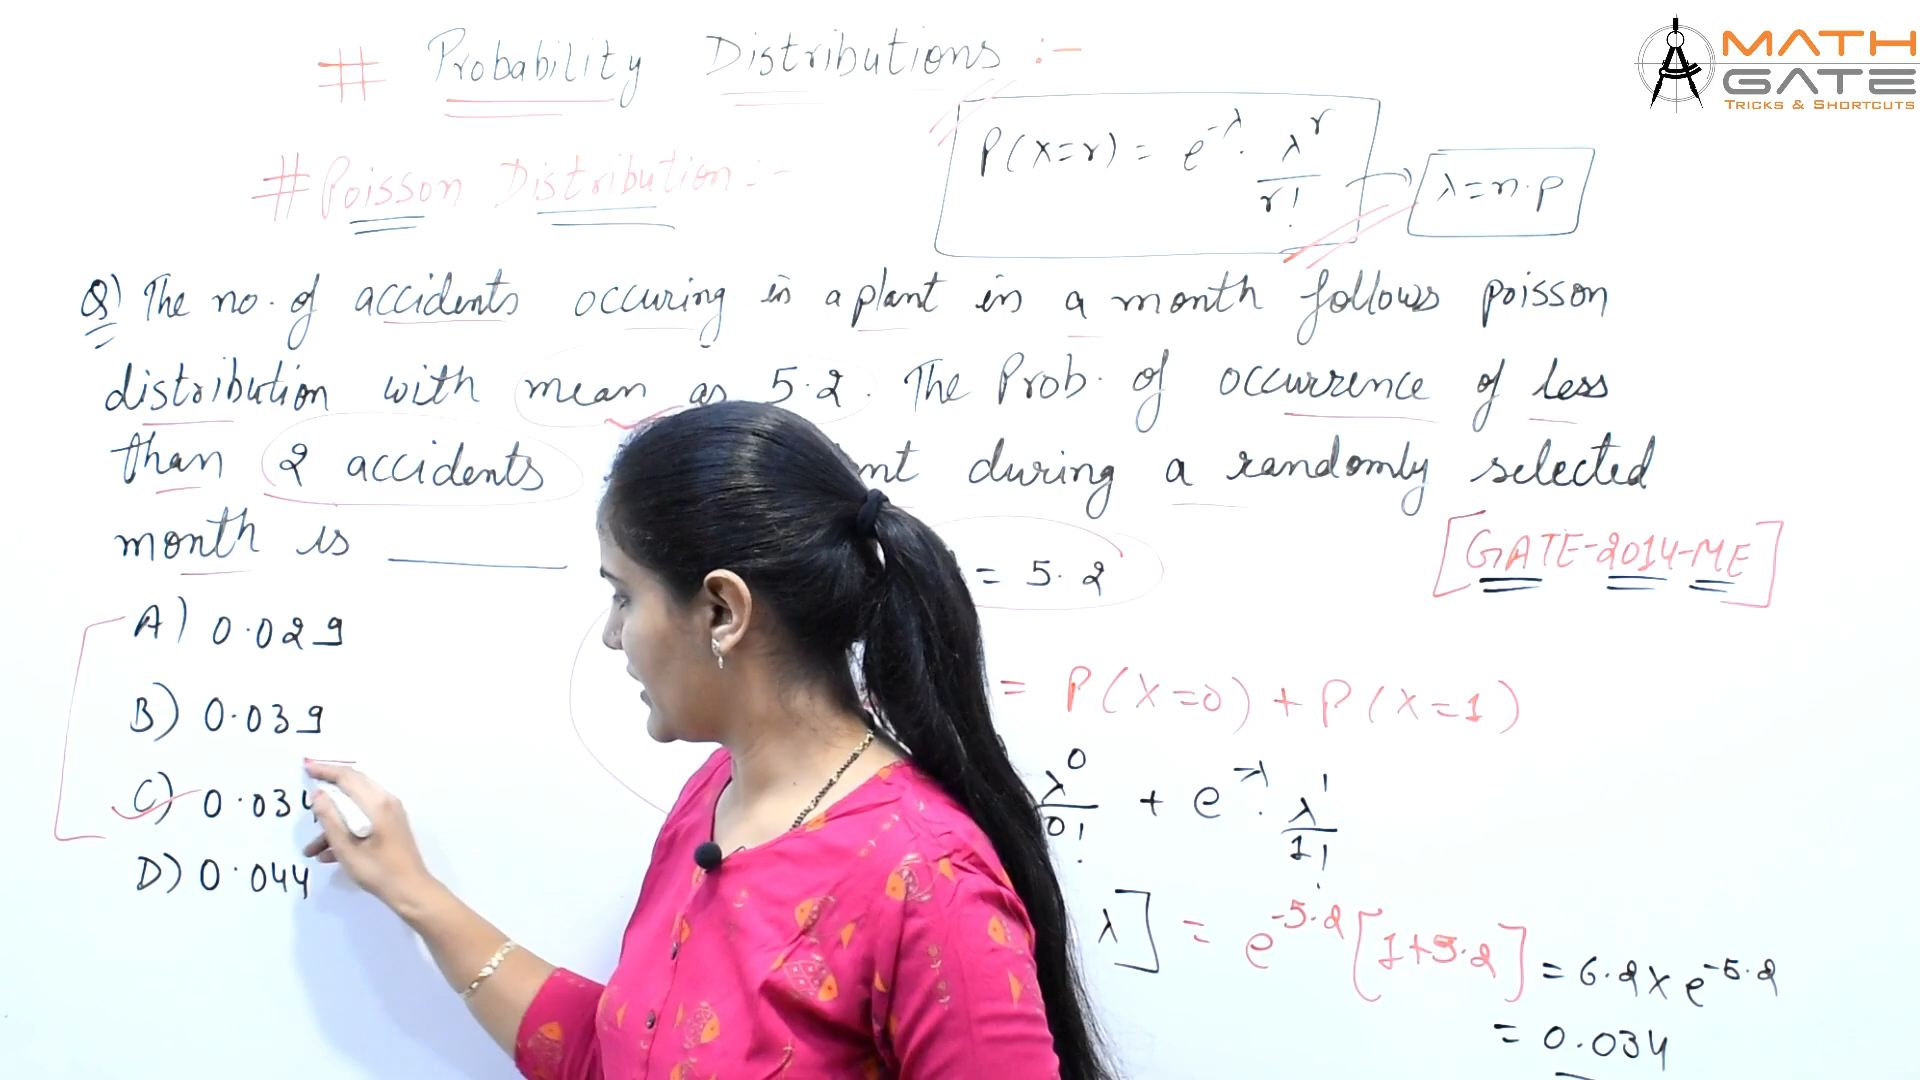 # Probability Distributions :-
MATH
GATE
TRICKS & SHORTCUTS
# Poisson Distribution :-
P(X=r) = e^-λ · λ^r / r!
λ = n·p
Q) The no. of accidents occuring in a plant in a month follows poisson
distribution with mean as 5.2. The Prob. of occurrence of less
than 2 accidents during a randomly selected
month is ________
= 5.2
[GATE-2014-ME]
A) 0.029
B) 0.039
C) 0.034
D) 0.044
= P(X=0) + P(X=1)
λ^0 / 0! + e^-λ · λ^1 / 1!
λ] = e^-5.2 [1+5.2] = 6.2 x e^-5.2
= 0.034